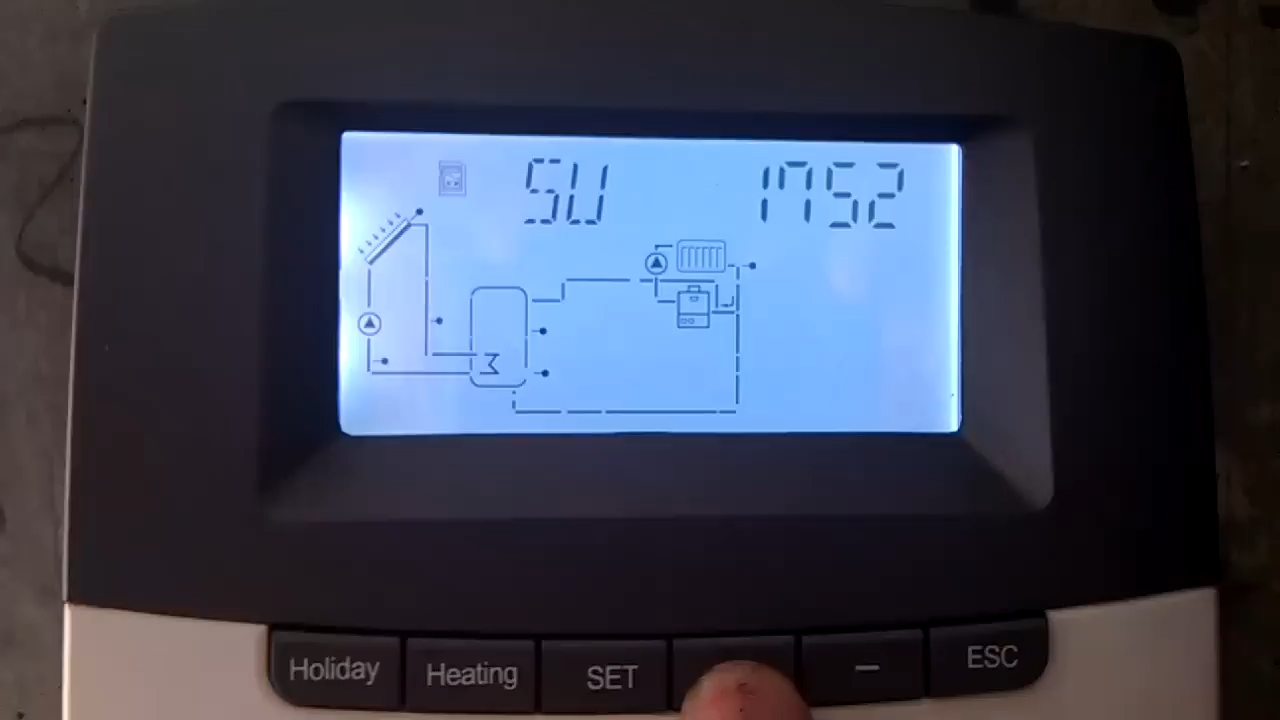 SU 1752
Holiday Heating SET – ESC